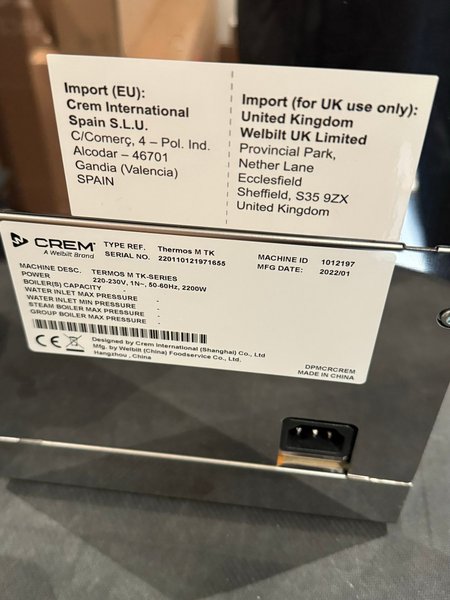 Import (EU):
Crem International
Spain S.L.U.
C/Comerç, 4 – Pol. Ind.
Alcodar – 46701
Gandia (Valencia)
SPAIN
Import (for UK use only):
United Kingdom
Welbilt UK Limited
Provincial Park,
Nether Lane
Ecclesfield
Sheffield, S35 9ZX
United Kingdom
CREM®
A Welbilt Brand
TYPE REF. Thermos M TK
SERIAL NO. 220110121971655
MACHINE ID 1012197
MFG DATE: 2022/01
MACHINE DESC. TERMOS M TK-SERIES
POWER 220-230V, 1N~, 50-60Hz, 2200W
BOILER(S) CAPACITY -
WATER INLET MAX PRESSURE -
WATER INLET MIN PRESSURE -
STEAM BOILER MAX PRESSURE -
GROUP BOILER MAX PRESSURE -
CE
Designed by Crem International (Shanghai) Co., Ltd
Mfg. by Welbilt (China) Foodservice Co., Ltd.
Hangzhou , China
DPMCRCREM
MADE IN CHINA